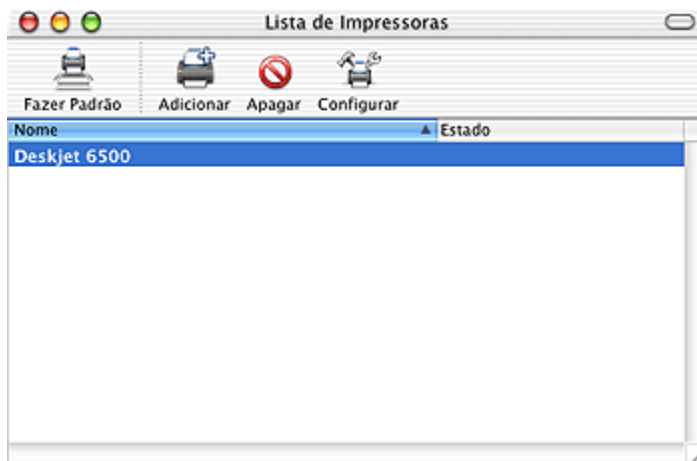 Lista de Impressoras
Fazer Padrão Adicionar Apagar Configurar
Nome Estado
Deskjet 6500